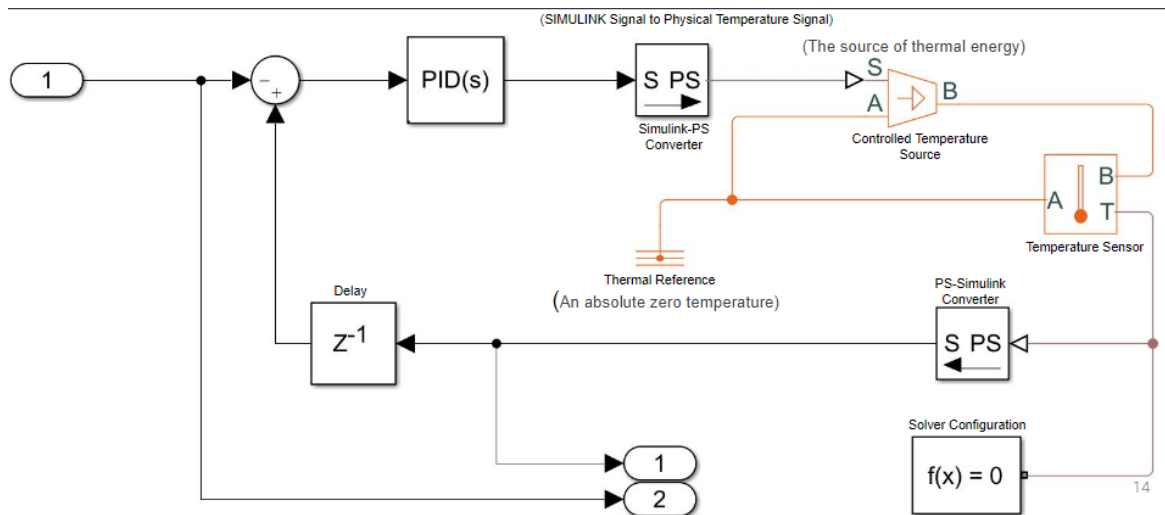 (SIMULINK Signal to Physical Temperature Signal)
(The source of thermal energy)
1
−
+
PID(s)
S PS
Simulink-PS
Converter
S
A
B
Controlled Temperature
Source
A
B
T
Temperature Sensor
Thermal Reference
(An absolute zero temperature)
Delay
Z-1
PS-Simulink
Converter
S PS
Solver Configuration
f(x) = 0
14
1
2